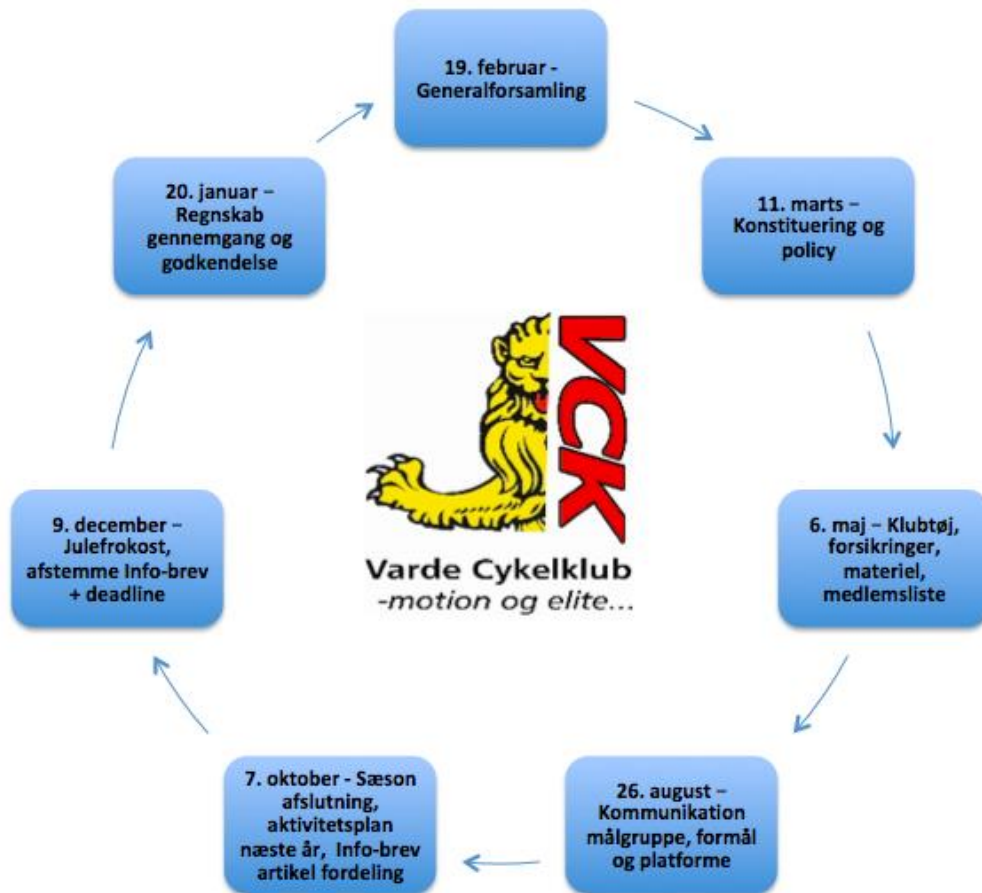 19. februar -
Generalforsamling
11. marts –
Konstituering og
policy
6. maj – Klubtøj,
forsikringer,
materiel,
medlemsliste
26. august –
Kommunikation
målgruppe, formål
og platforme
7. oktober - Sæson
afslutning,
aktivitetsplan
næste år, Info-brev
artikel fordeling
9. december –
Julefrokost,
afstemme Info-brev
+ deadline
20. januar –
Regnskab
gennemgang og
godkendelse
VCK
Varde Cykelklub
-motion og elite...